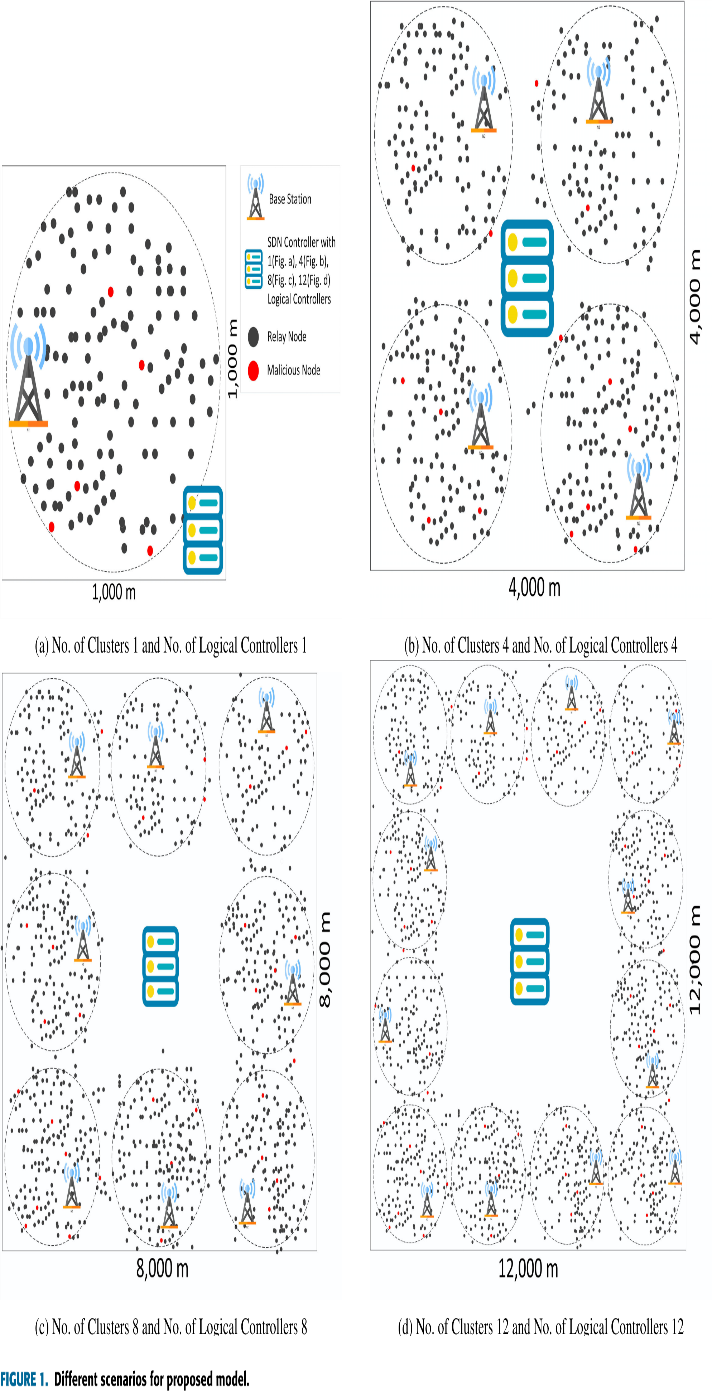 Base Station
SDN Controller with
1(Fig. a), 4(Fig. b),
8(Fig. c), 12(Fig. d)
Logical Controllers
Relay Node
Malicious Node
1,000 m
1,000 m
(a) No. of Clusters 1 and No. of Logical Controllers 1
4,000 m
4,000 m
(b) No. of Clusters 4 and No. of Logical Controllers 4
8,000 m
8,000 m
(c) No. of Clusters 8 and No. of Logical Controllers 8
12,000 m
12,000 m
(d) No. of Clusters 12 and No. of Logical Controllers 12
FIGURE 1. Different scenarios for proposed model.